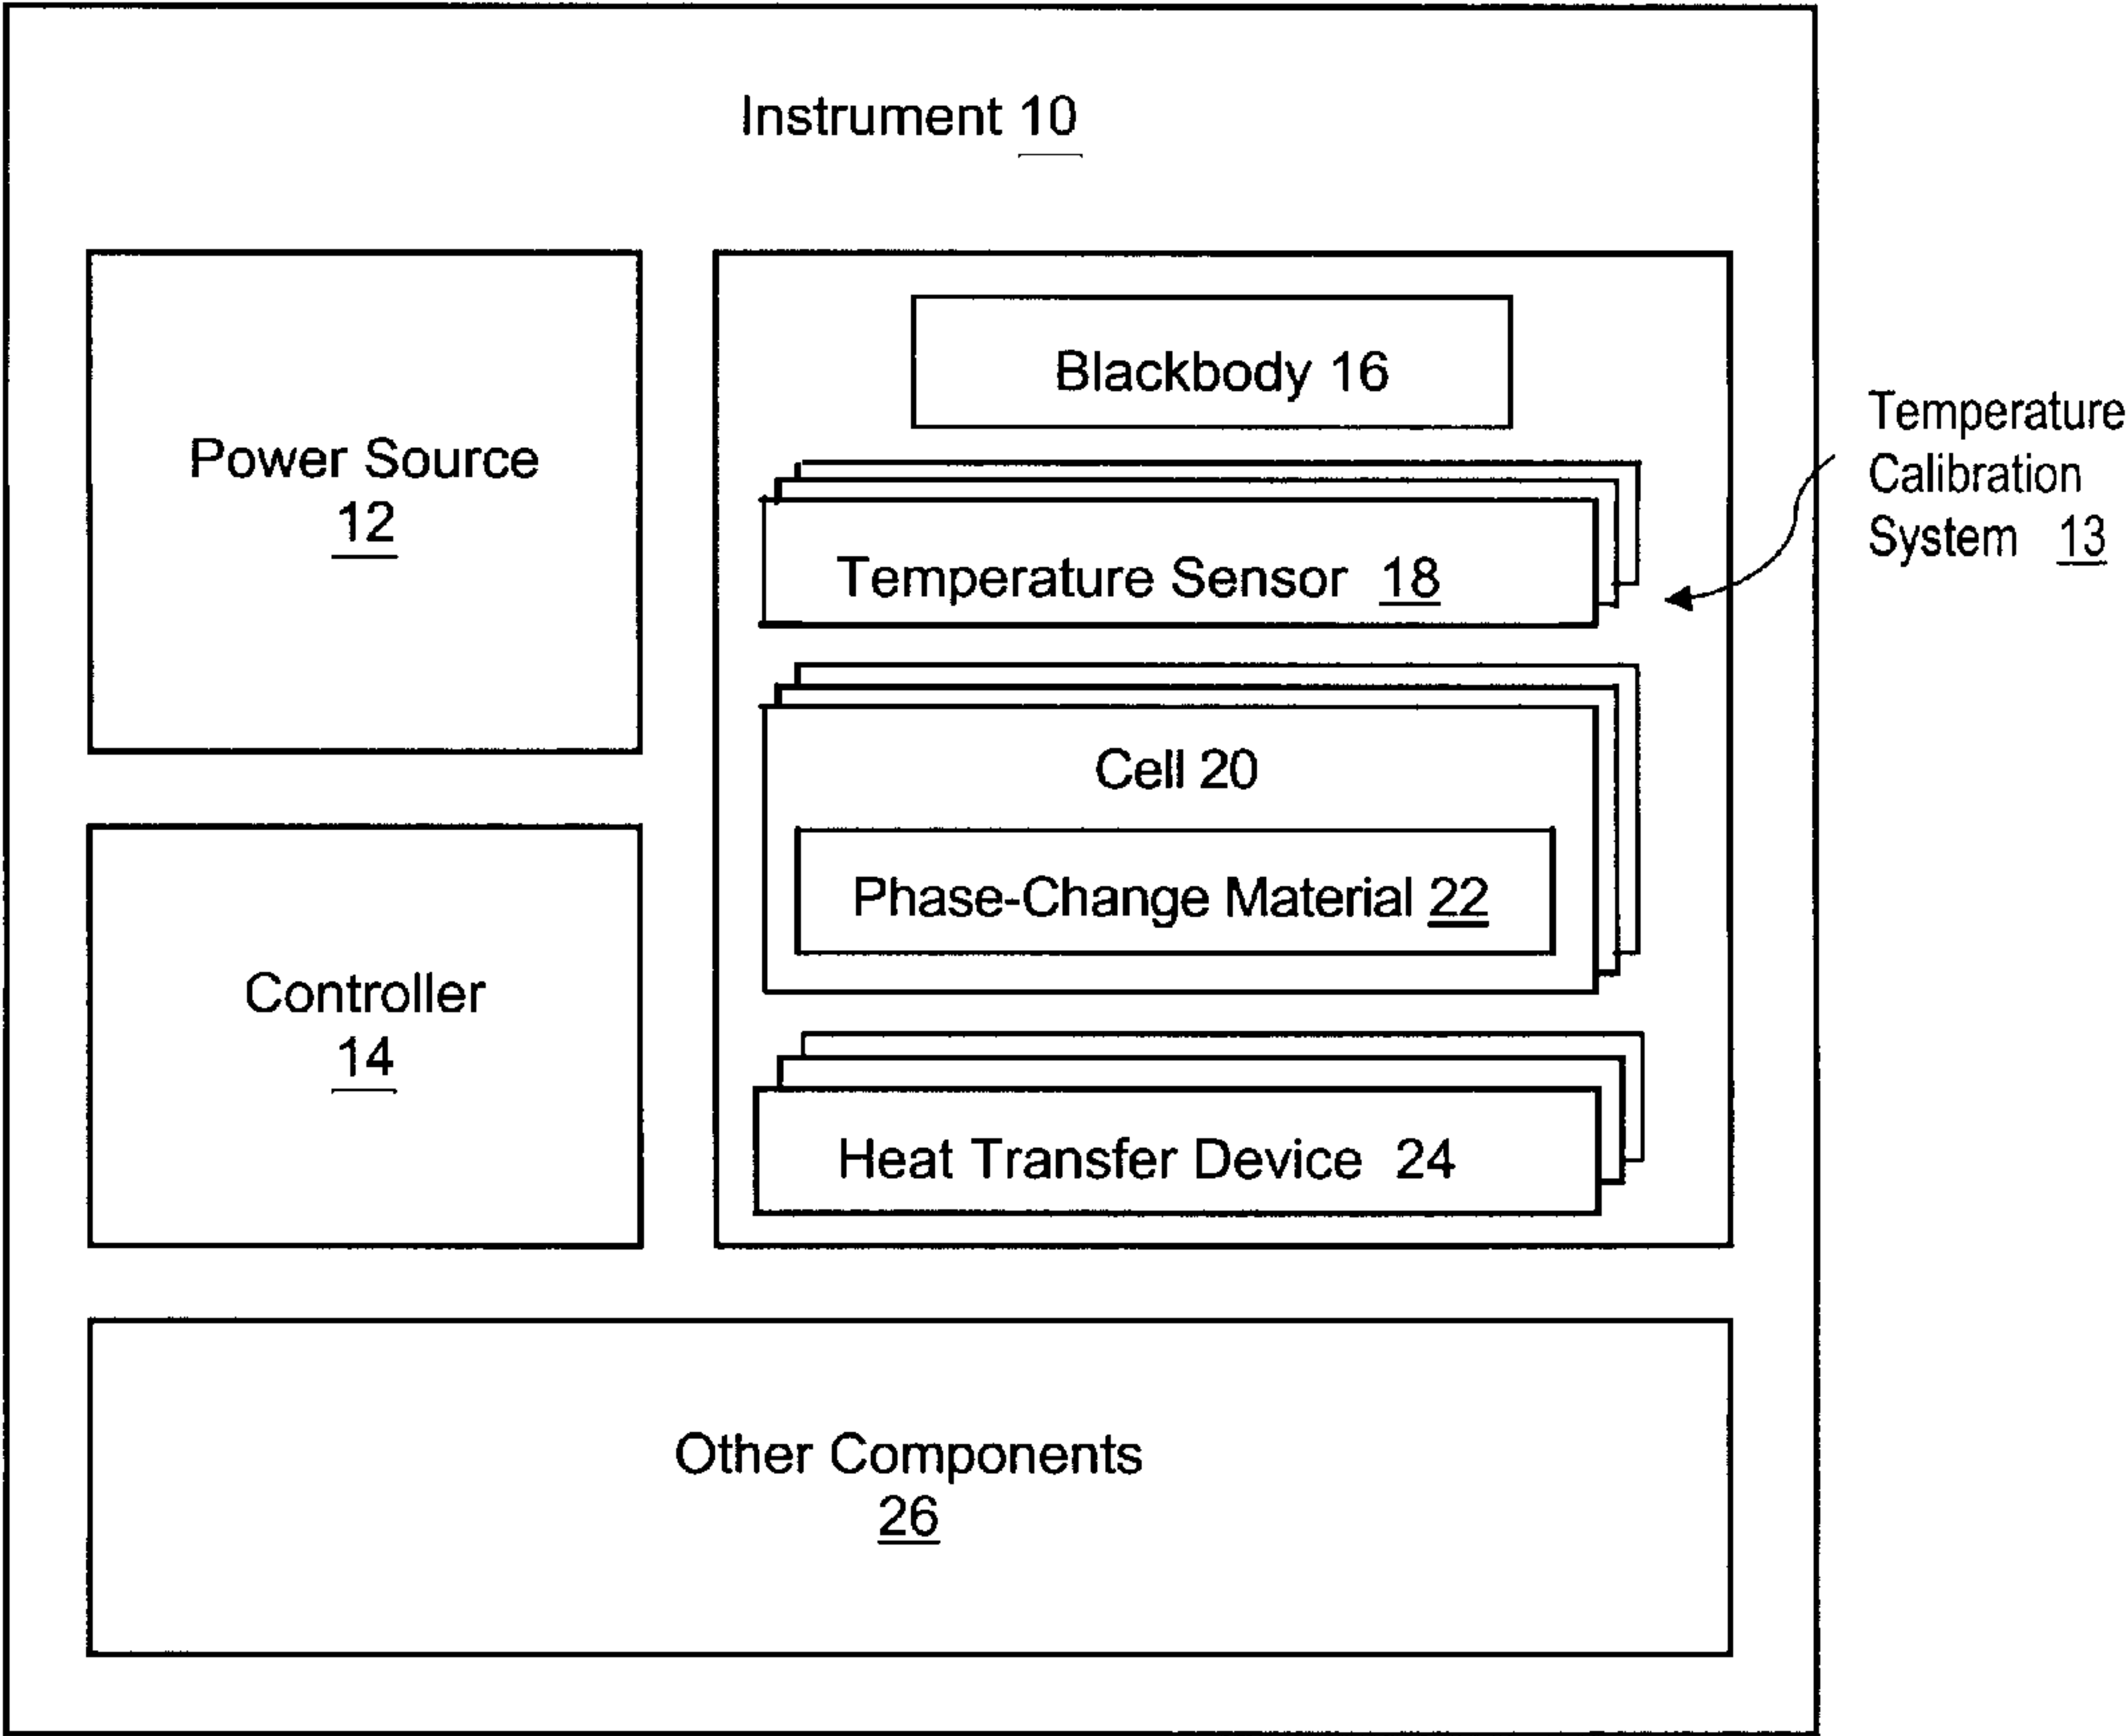 Instrument 10
Power Source
12
Blackbody 16
Temperature
Calibration
System 13
Temperature Sensor 18
Cell 20
Phase-Change Material 22
Controller
14
Heat Transfer Device 24
Other Components
26